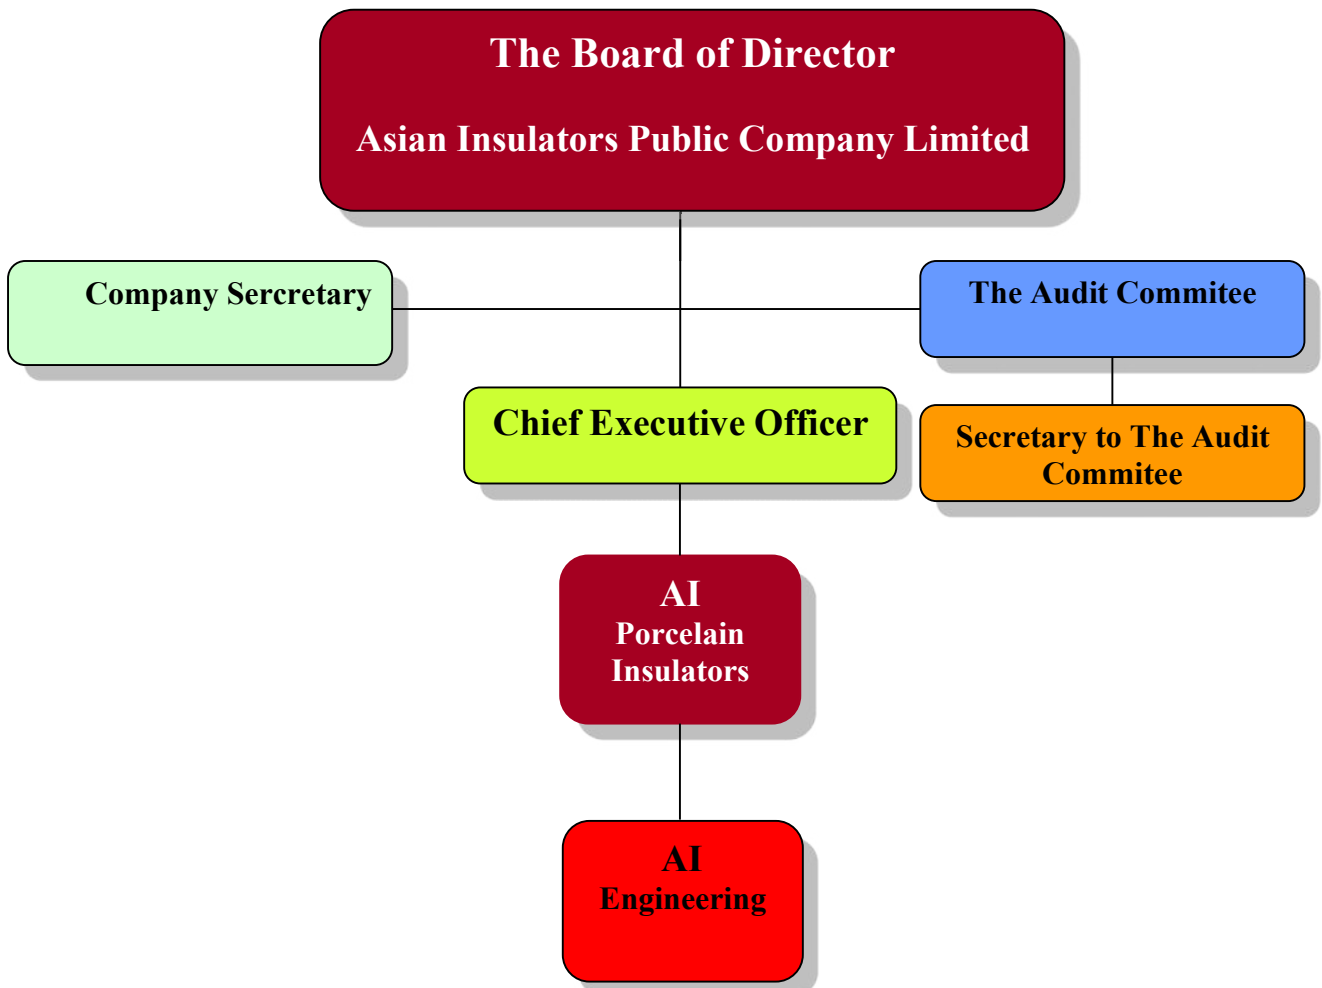 The Board of Director
Asian Insulators Public Company Limited
Company Sercretary
The Audit Commitee
Chief Executive Officer
Secretary to The Audit
Commitee
AI
Porcelain
Insulators
AI
Engineering